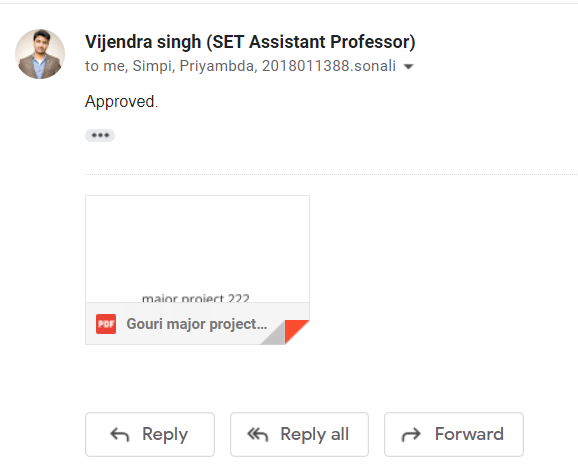 Vijendra singh (SET Assistant Professor)
to me, Simpi, Priyambda, 2018011388.sonali
Approved.
major project 222
PDF Gouri major project...
Reply Reply all Forward